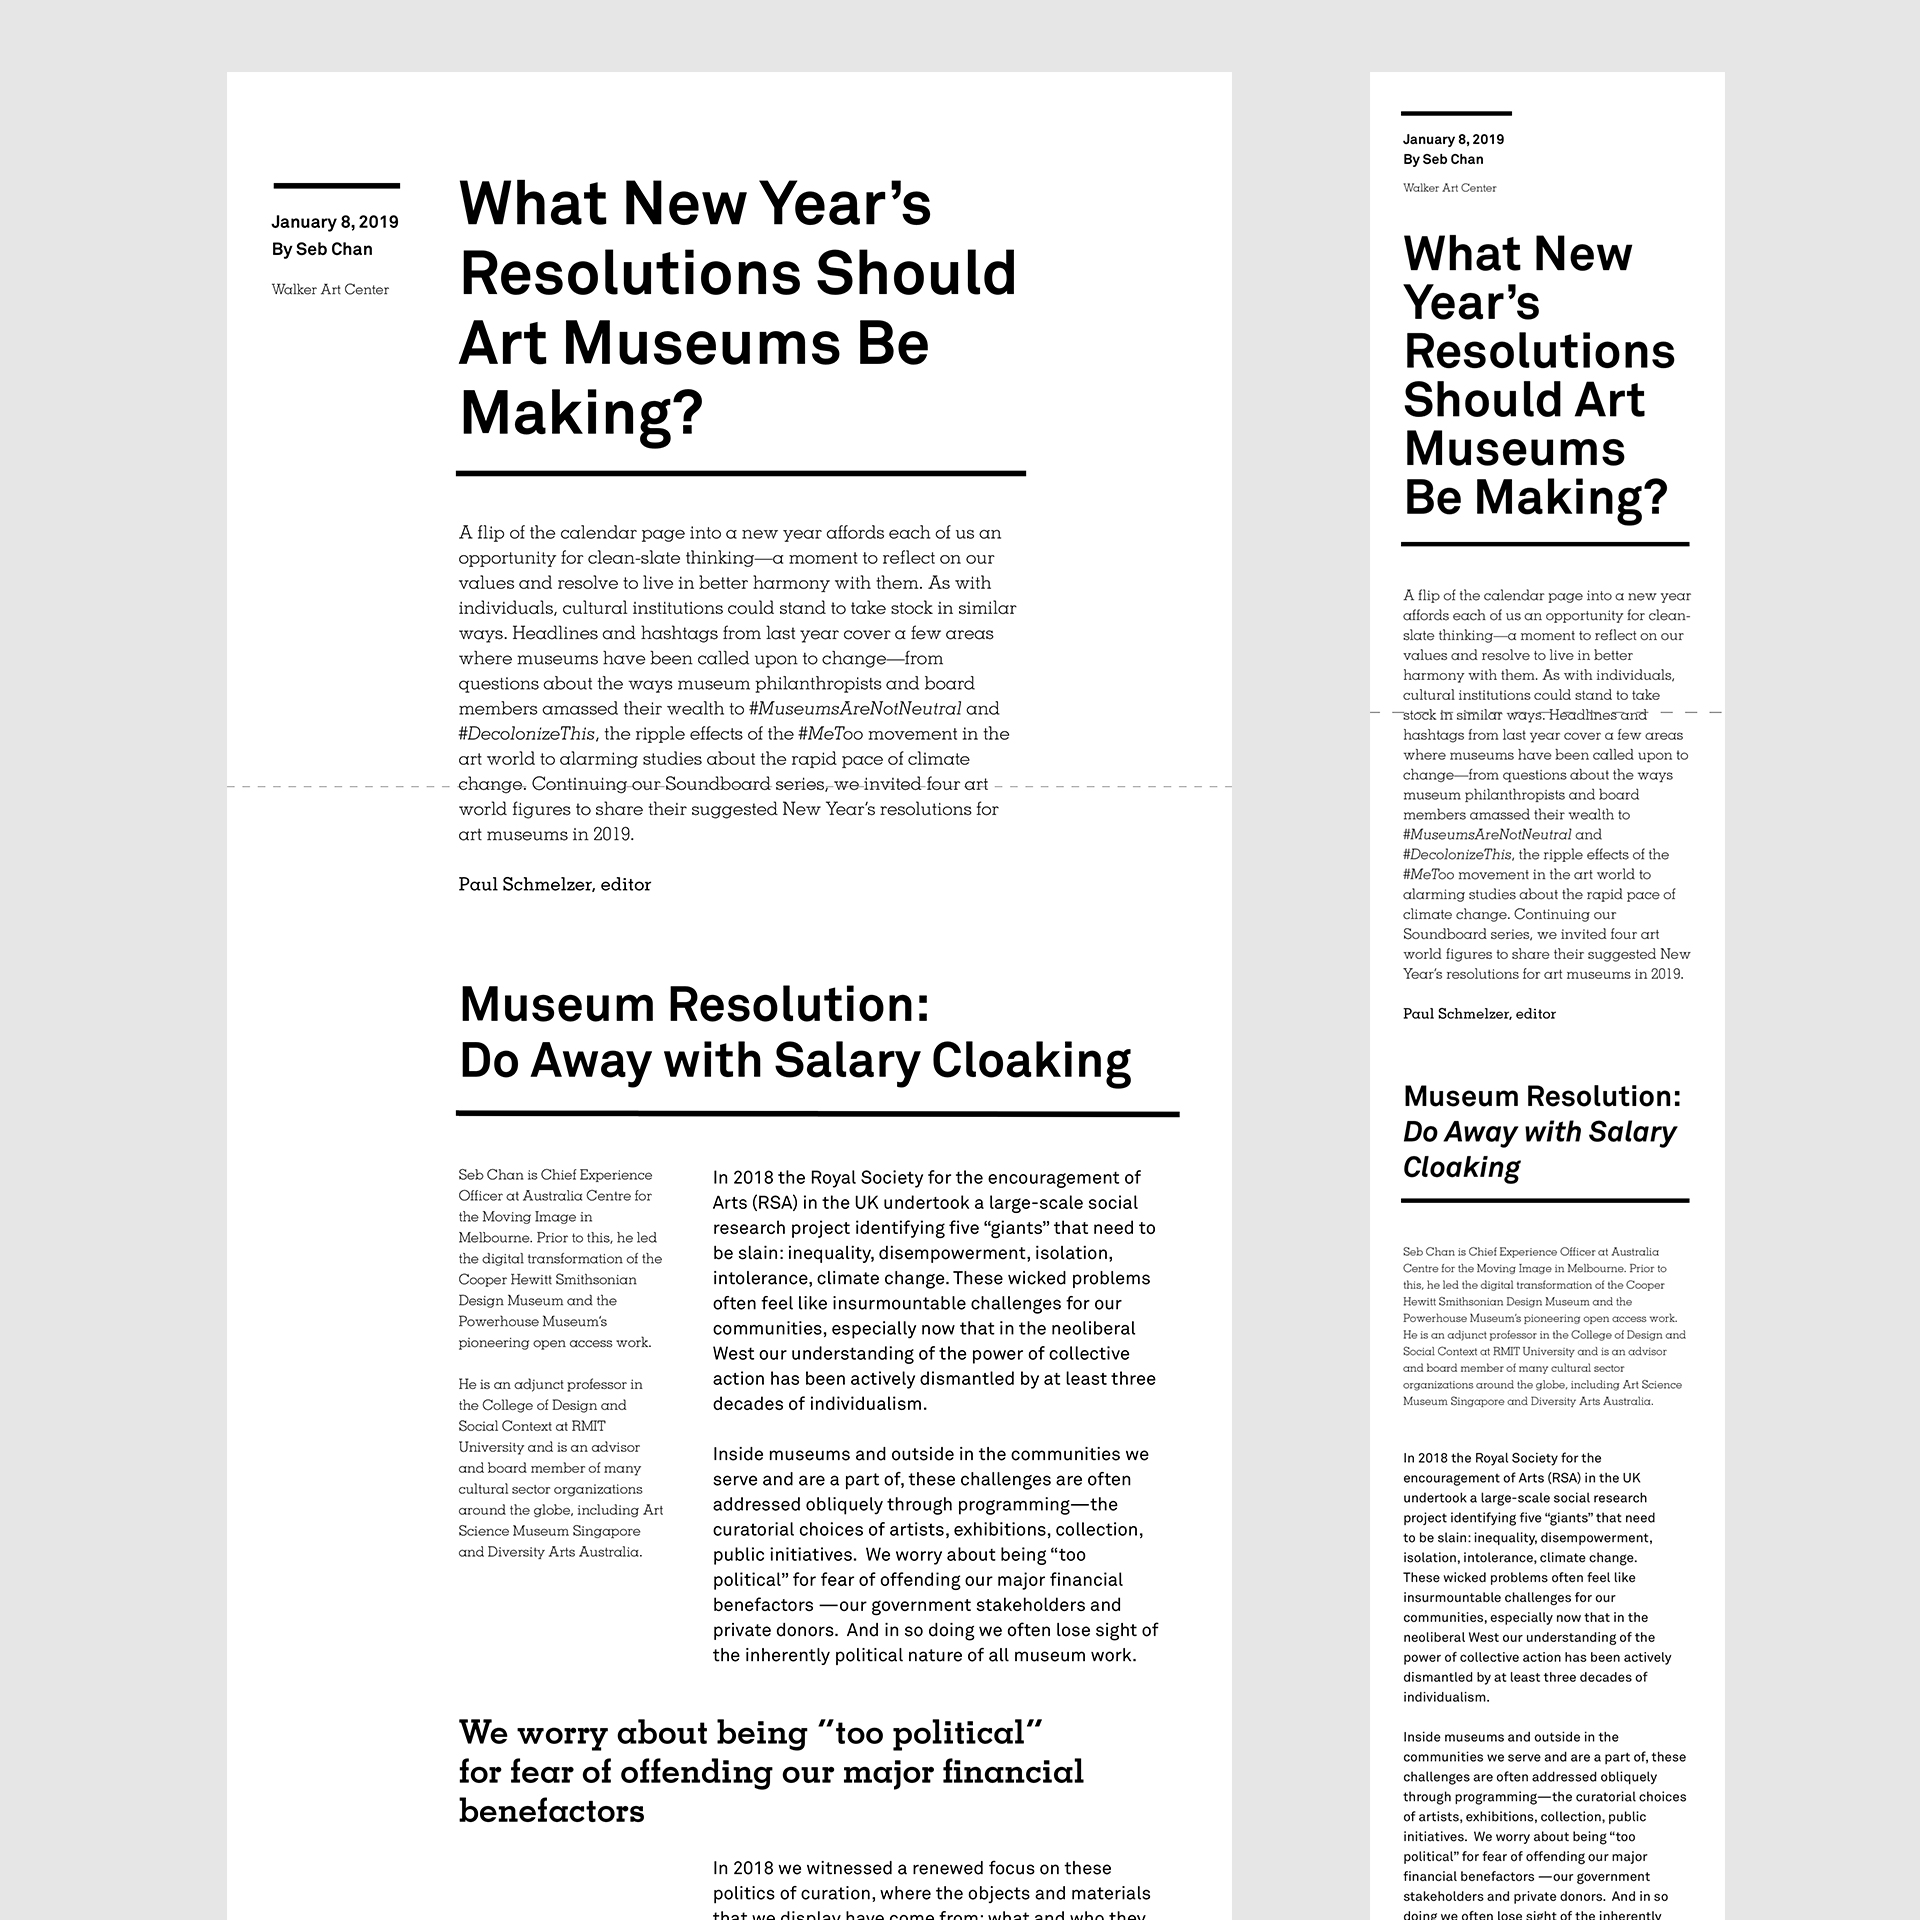 January 8, 2019
By Seb Chan
Walker Art Center
What New Year’s
Resolutions Should
Art Museums Be
Making?
A flip of the calendar page into a new year affords each of us an
opportunity for clean-slate thinking—a moment to reflect on our
values and resolve to live in better harmony with them. As with
individuals, cultural institutions could stand to take stock in similar
ways. Headlines and hashtags from last year cover a few areas
where museums have been called upon to change—from
questions about the ways museum philanthropists and board
members amassed their wealth to #MuseumsAreNotNeutral and
#DecolonizeThis, the ripple effects of the #MeToo movement in the
art world to alarming studies about the rapid pace of climate
change. Continuing our Soundboard series, we invited four art
world figures to share their suggested New Year’s resolutions for
art museums in 2019.
Paul Schmelzer, editor
Museum Resolution:
Do Away with Salary Cloaking
Seb Chan is Chief Experience
Officer at Australia Centre for
the Moving Image in
Melbourne. Prior to this, he led
the digital transformation of the
Cooper Hewitt Smithsonian
Design Museum and the
Powerhouse Museum’s
pioneering open access work.
He is an adjunct professor in
the College of Design and
Social Context at RMIT
University and is an advisor
and board member of many
cultural sector organizations
around the globe, including Art
Science Museum Singapore
and Diversity Arts Australia.
In 2018 the Royal Society for the encouragement of
Arts (RSA) in the UK undertook a large-scale social
research project identifying five “giants” that need to
be slain: inequality, disempowerment, isolation,
intolerance, climate change. These wicked problems
often feel like insurmountable challenges for our
communities, especially now that in the neoliberal
West our understanding of the power of collective
action has been actively dismantled by at least three
decades of individualism.
Inside museums and outside in the communities we
serve and are a part of, these challenges are often
addressed obliquely through programming—the
curatorial choices of artists, exhibitions, collection,
public initiatives.  We worry about being “too
political” for fear of offending our major financial
benefactors —our government stakeholders and
private donors.  And in so doing we often lose sight of
the inherently political nature of all museum work.
We worry about being “too political”
for fear of offending our major financial
benefactors
In 2018 we witnessed a renewed focus on these
politics of curation, where the objects and materials
that we display have come from; what and who they
January 8, 2019
By Seb Chan
Walker Art Center
What New
Year’s
Resolutions
Should Art
Museums
Be Making?
A flip of the calendar page into a new year
affords each of us an opportunity for clean-
slate thinking—a moment to reflect on our
values and resolve to live in better
harmony with them. As with individuals,
cultural institutions could stand to take
stock in similar ways. Headlines and
hashtags from last year cover a few areas
where museums have been called upon to
change—from questions about the ways
museum philanthropists and board
members amassed their wealth to
#MuseumsAreNotNeutral and
#DecolonizeThis, the ripple effects of the
#MeToo movement in the art world to
alarming studies about the rapid pace of
climate change. Continuing our
Soundboard series, we invited four art
world figures to share their suggested New
Year’s resolutions for art museums in 2019.
Paul Schmelzer, editor
Museum Resolution:
Do Away with Salary
Cloaking
Seb Chan is Chief Experience Officer at Australia
Centre for the Moving Image in Melbourne. Prior to
this, he led the digital transformation of the Cooper
Hewitt Smithsonian Design Museum and the
Powerhouse Museum’s pioneering open access work.
He is an adjunct professor in the College of Design and
Social Context at RMIT University and is an advisor
and board member of many cultural sector
organizations around the globe, including Art Science
Museum Singapore and Diversity Arts Australia.
In 2018 the Royal Society for the
encouragement of Arts (RSA) in the UK
undertook a large-scale social research
project identifying five “giants” that need
to be slain: inequality, disempowerment,
isolation, intolerance, climate change.
These wicked problems often feel like
insurmountable challenges for our
communities, especially now that in the
neoliberal West our understanding of the
power of collective action has been actively
dismantled by at least three decades of
individualism.
Inside museums and outside in the
communities we serve and are a part of, these
challenges are often addressed obliquely
through programming—the curatorial choices
of artists, exhibitions, collection, public
initiatives.  We worry about being “too
political” for fear of offending our major
financial benefactors —our government
stakeholders and private donors.  And in so
doing we often lose sight of the inherently